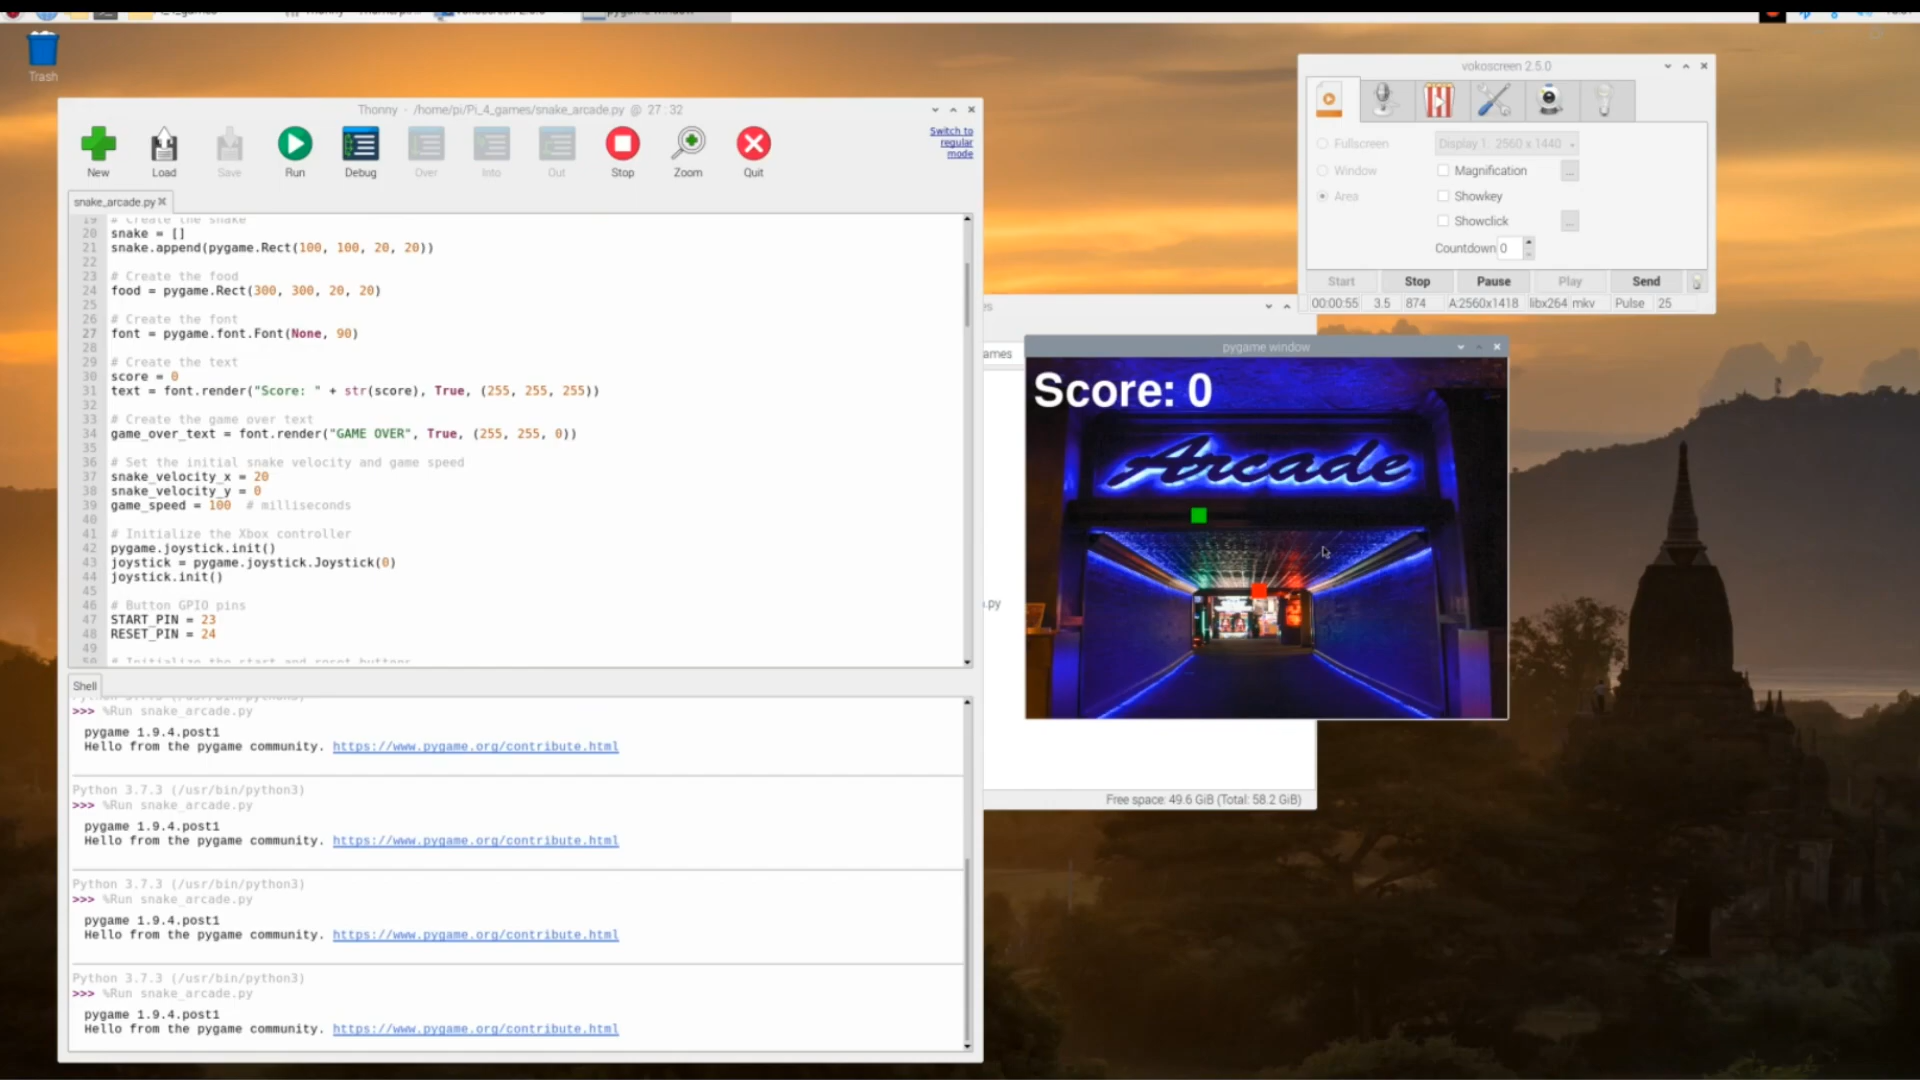 Trash
Thonny - /home/pi/Pi_4_games/snake_arcade.py @ 27 : 32
New
Load
Save
Run
Debug
Over
Into
Out
Stop
Zoom
Quit
Switch to
regular
mode
snake_arcade.py
19 # Create the snake
20 snake = []
21 snake.append(pygame.Rect(100, 100, 20, 20))
22
23 # Create the food
24 food = pygame.Rect(300, 300, 20, 20)
25
26 # Create the font
27 font = pygame.font.Font(None, 90)
28
29 # Create the text
30 score = 0
31 text = font.render("Score: " + str(score), True, (255, 255, 255))
32
33 # Create the game over text
34 game_over_text = font.render("GAME OVER", True, (255, 255, 0))
35
36 # Set the initial snake velocity and game speed
37 snake_velocity_x = 20
38 snake_velocity_y = 0
39 game_speed = 100 # milliseconds
40
41 # Initialize the Xbox controller
42 pygame.joystick.init()
43 joystick = pygame.joystick.Joystick(0)
44 joystick.init()
45
46 # Button GPIO pins
47 START_PIN = 23
48 RESET_PIN = 24
49
50 # Initialize the start and reset buttons
Shell
>>> %Run snake_arcade.py
pygame 1.9.4.post1
Hello from the pygame community. https://www.pygame.org/contribute.html
Python 3.7.3 (/usr/bin/python3)
>>> %Run snake_arcade.py
pygame 1.9.4.post1
Hello from the pygame community. https://www.pygame.org/contribute.html
Python 3.7.3 (/usr/bin/python3)
>>> %Run snake_arcade.py
pygame 1.9.4.post1
Hello from the pygame community. https://www.pygame.org/contribute.html
Python 3.7.3 (/usr/bin/python3)
>>> %Run snake_arcade.py
pygame 1.9.4.post1
Hello from the pygame community. https://www.pygame.org/contribute.html
vokoscreen 2.5.0
Fullscreen
Display 1: 2560 x 1440
Window
Magnification
...
Area
Showkey
Showclick
...
Countdown 0
Start
Stop
Pause
Play
Send
00:00:55 3.5 874 A:2560x1418 libx264 mkv Pulse 25
es
ames
.py
pygame window
Score: 0
Arcade
Free space: 49.6 GiB (Total: 58.2 GiB)